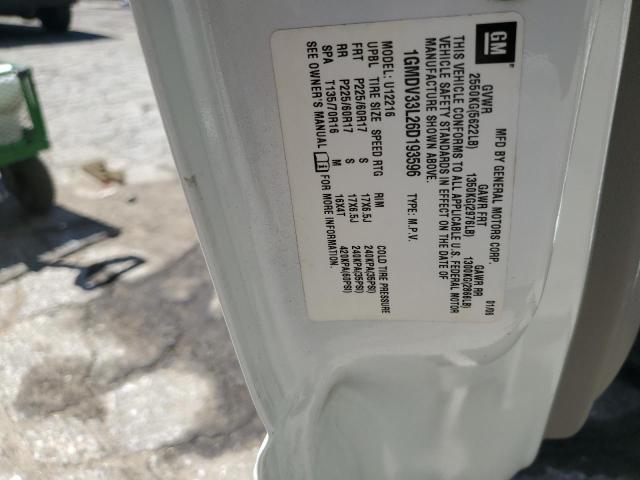 GM
MFD BY GENERAL MOTORS CORP. 01/06
GVWR GAWR FRT GAWR RR
2550KG(5622LB) 1350KG(2976LB) 1300KG(2866LB)
THIS VEHICLE CONFORMS TO ALL APPLICABLE U.S. FEDERAL MOTOR
VEHICLE SAFETY STANDARDS IN EFFECT ON THE DATE OF
MANUFACTURE SHOWN ABOVE.
1GMDV33L26D193596 TYPE: M.P.V.
MODEL: U12216
UPBL TIRE SIZE SPEED RTG RIM COLD TIRE PRESSURE
FRT P225/60R17 S 17X6.5J 240KPA(35PSI)
RR P225/60R17 S 17X6.5J 240KPA(35PSI)
SPA T135/70R16 M 16X4T 420KPA(60PSI)
SEE OWNER'S MANUAL FOR MORE INFORMATION.